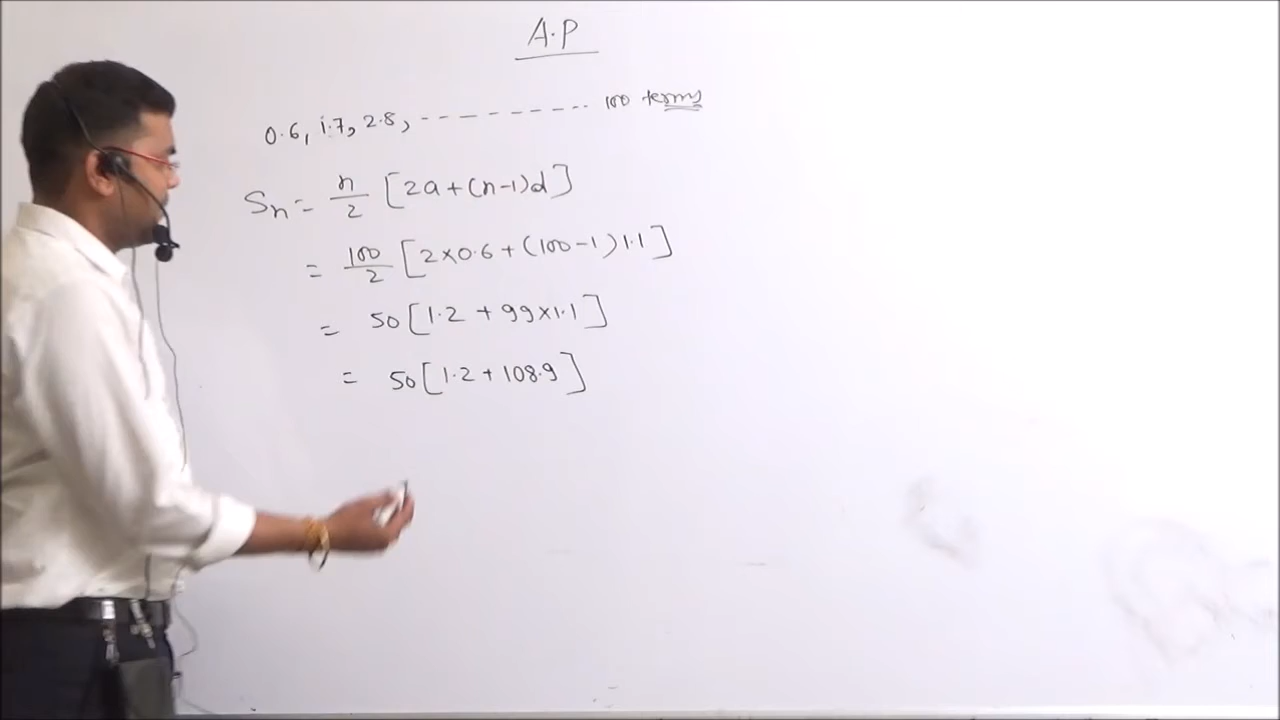 A.P
0.6, 1.7, 2.8, ---------- 100 terms
Sn = n/2 [2a+(n-1)d]
= 100/2 [2×0.6+(100-1)1.1]
= 50[1.2 + 99×1.1]
= 50[1.2+108.9]